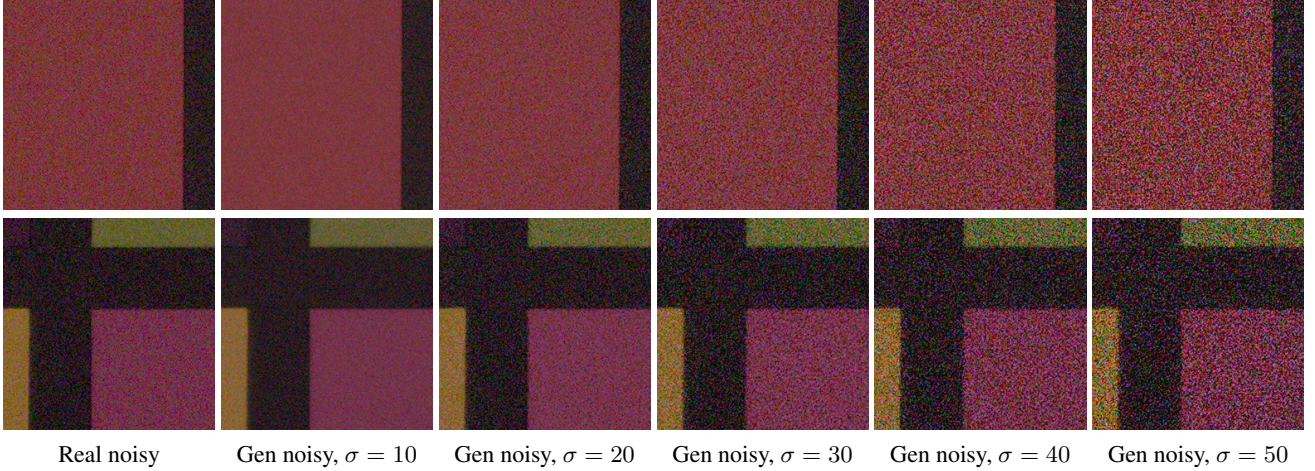 Real noisy
Gen noisy, σ = 10
Gen noisy, σ = 20
Gen noisy, σ = 30
Gen noisy, σ = 40
Gen noisy, σ = 50